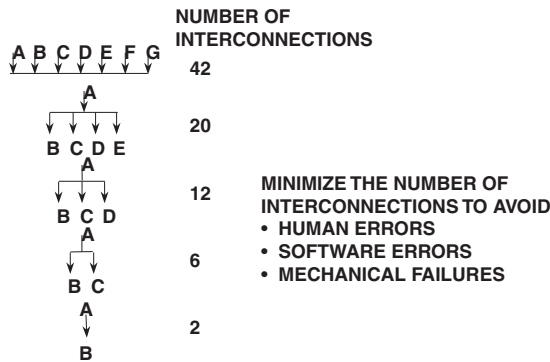 NUMBER OF
INTERCONNECTIONS
A B C D E F G
42
A
20
B C D E
A
12
B C D
A
6
B C
A
2
B
MINIMIZE THE NUMBER OF
INTERCONNECTIONS TO AVOID
• HUMAN ERRORS
• SOFTWARE ERRORS
• MECHANICAL FAILURES